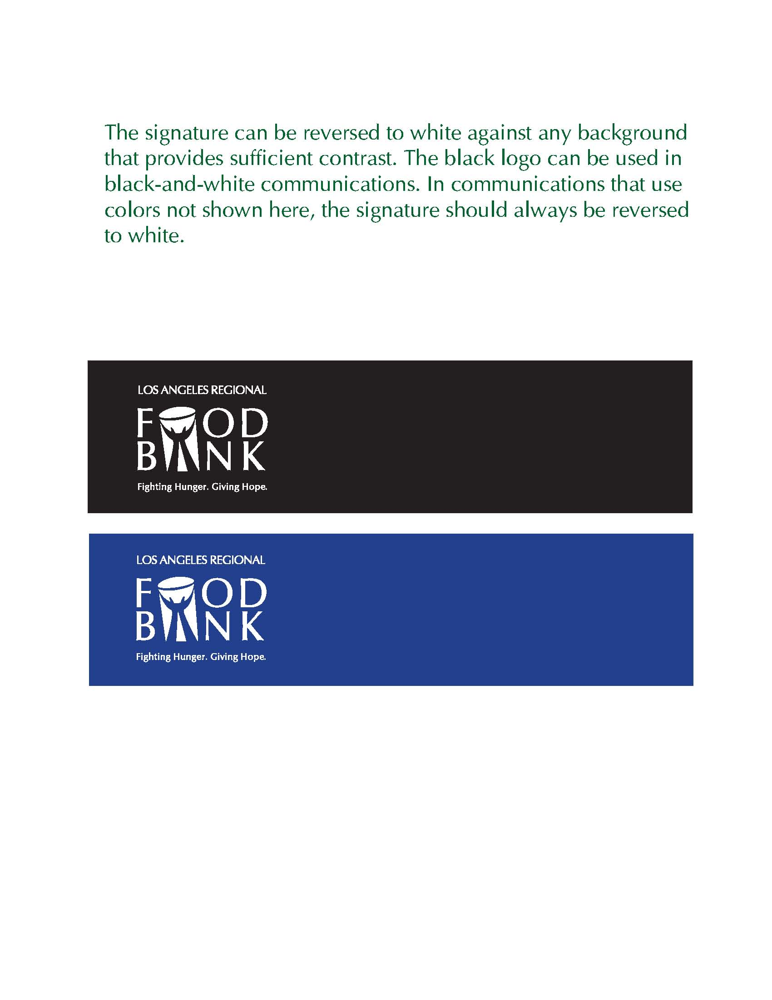 The signature can be reversed to white against any background
that provides sufficient contrast. The black logo can be used in
black-and-white communications. In communications that use
colors not shown here, the signature should always be reversed
to white.
LOS ANGELES REGIONAL
FOOD
BANK
Fighting Hunger. Giving Hope.
LOS ANGELES REGIONAL
FOOD
BANK
Fighting Hunger. Giving Hope.